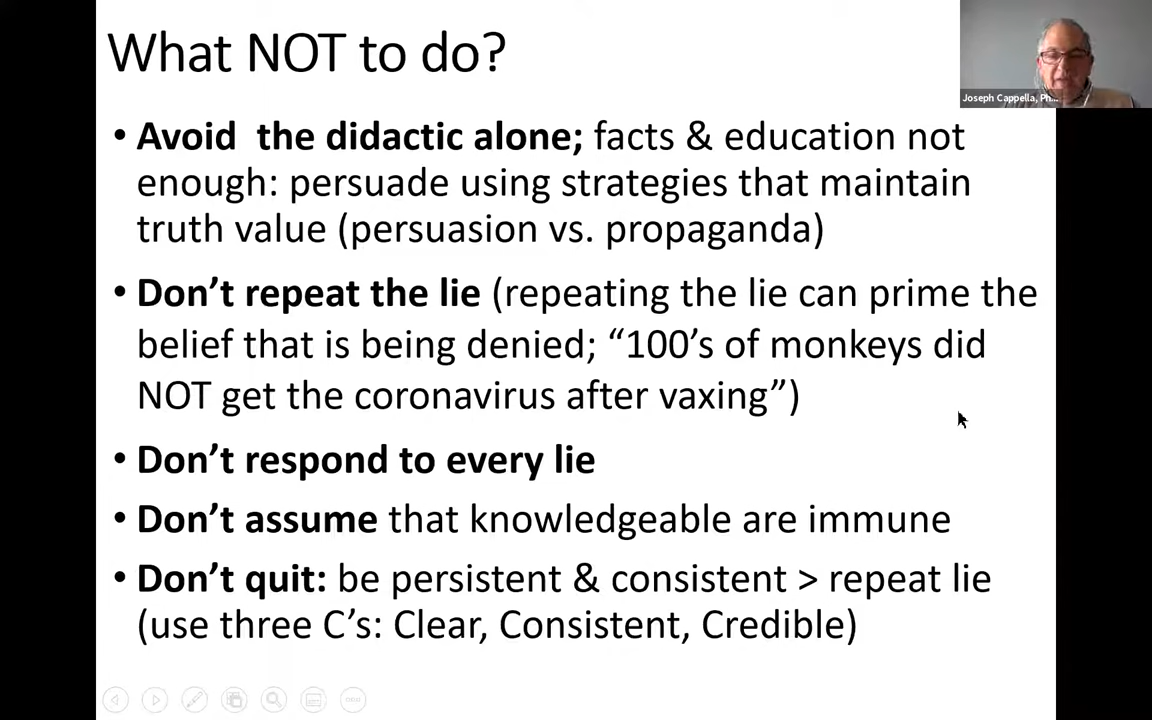 What NOT to do?
Joseph Cappella, Ph...
• Avoid the didactic alone; facts & education not
enough: persuade using strategies that maintain
truth value (persuasion vs. propaganda)
• Don’t repeat the lie (repeating the lie can prime the
belief that is being denied; “100’s of monkeys did
NOT get the coronavirus after vaxing”)
• Don’t respond to every lie
• Don’t assume that knowledgeable are immune
• Don’t quit: be persistent & consistent > repeat lie
(use three C’s: Clear, Consistent, Credible)